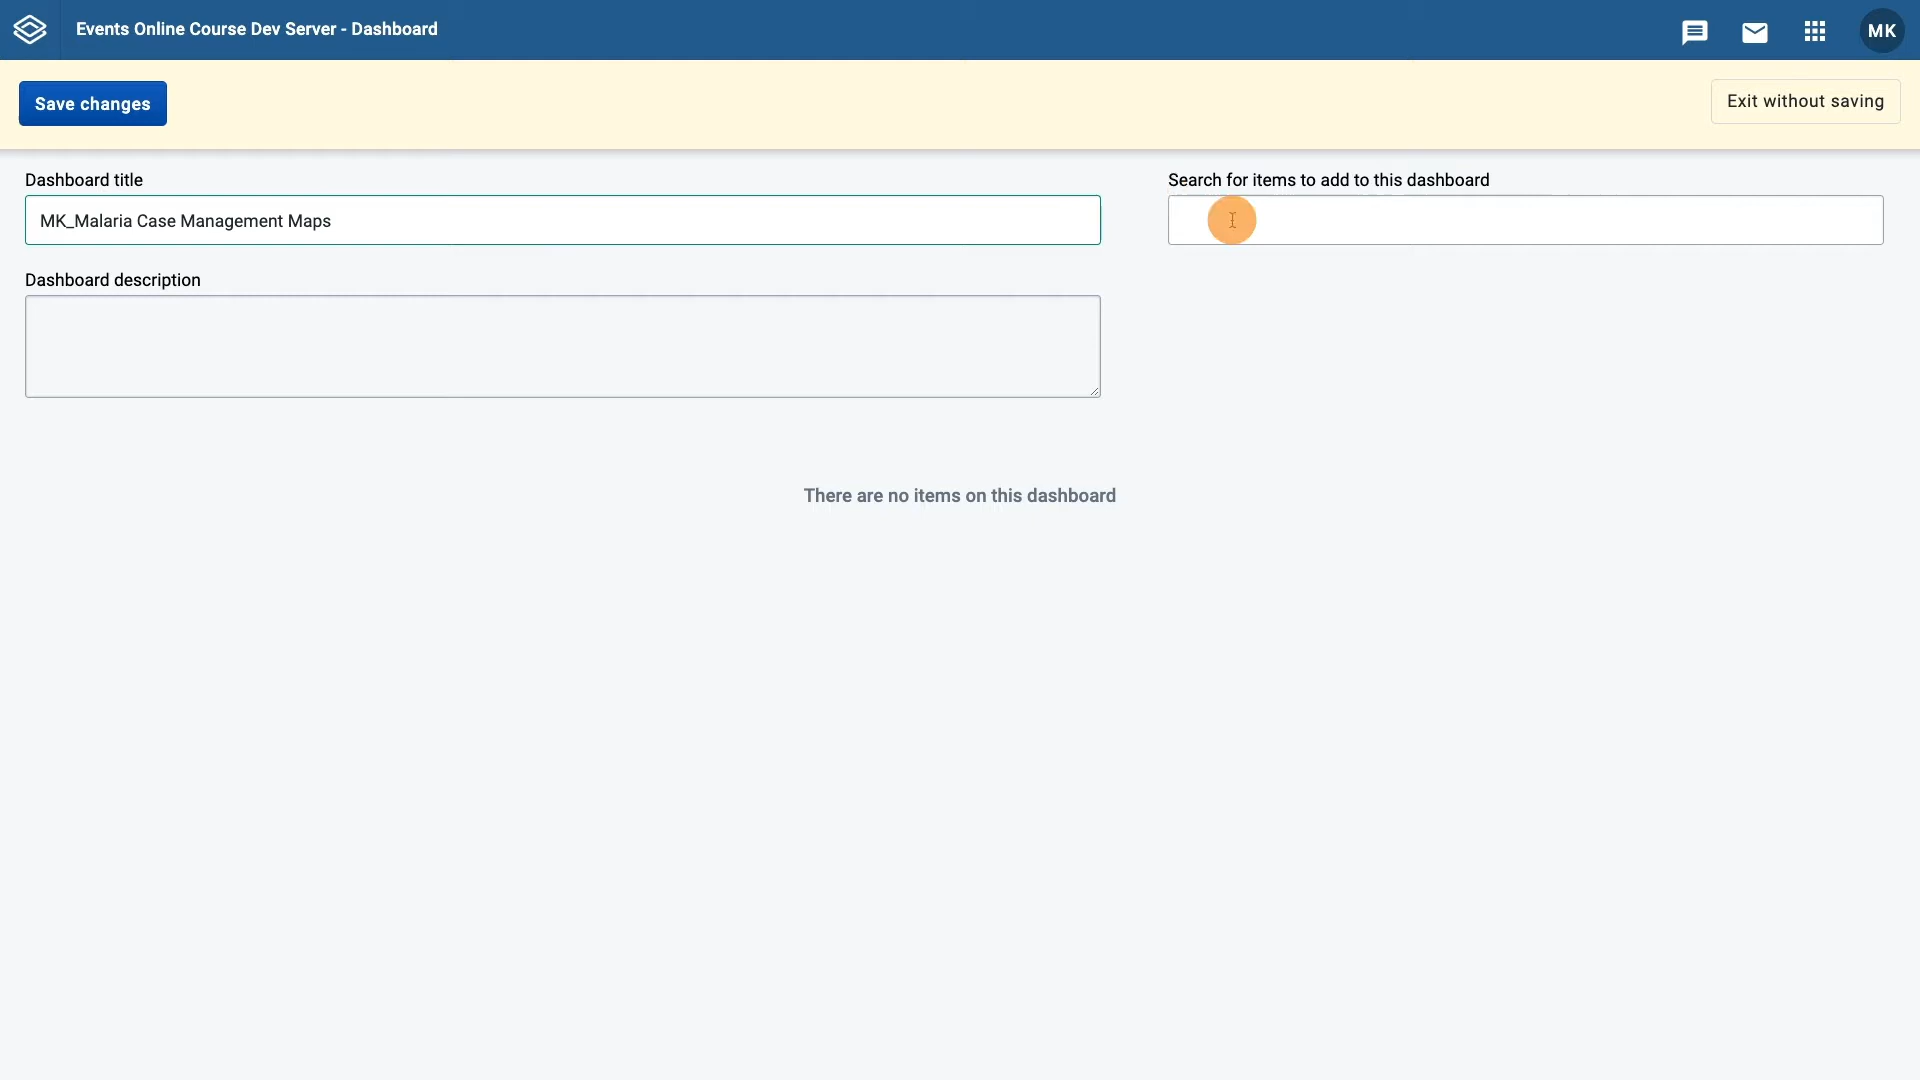 Events Online Course Dev Server - Dashboard
MK
Save changes
Exit without saving
Dashboard title
Search for items to add to this dashboard
MK_Malaria Case Management Maps
Dashboard description
There are no items on this dashboard